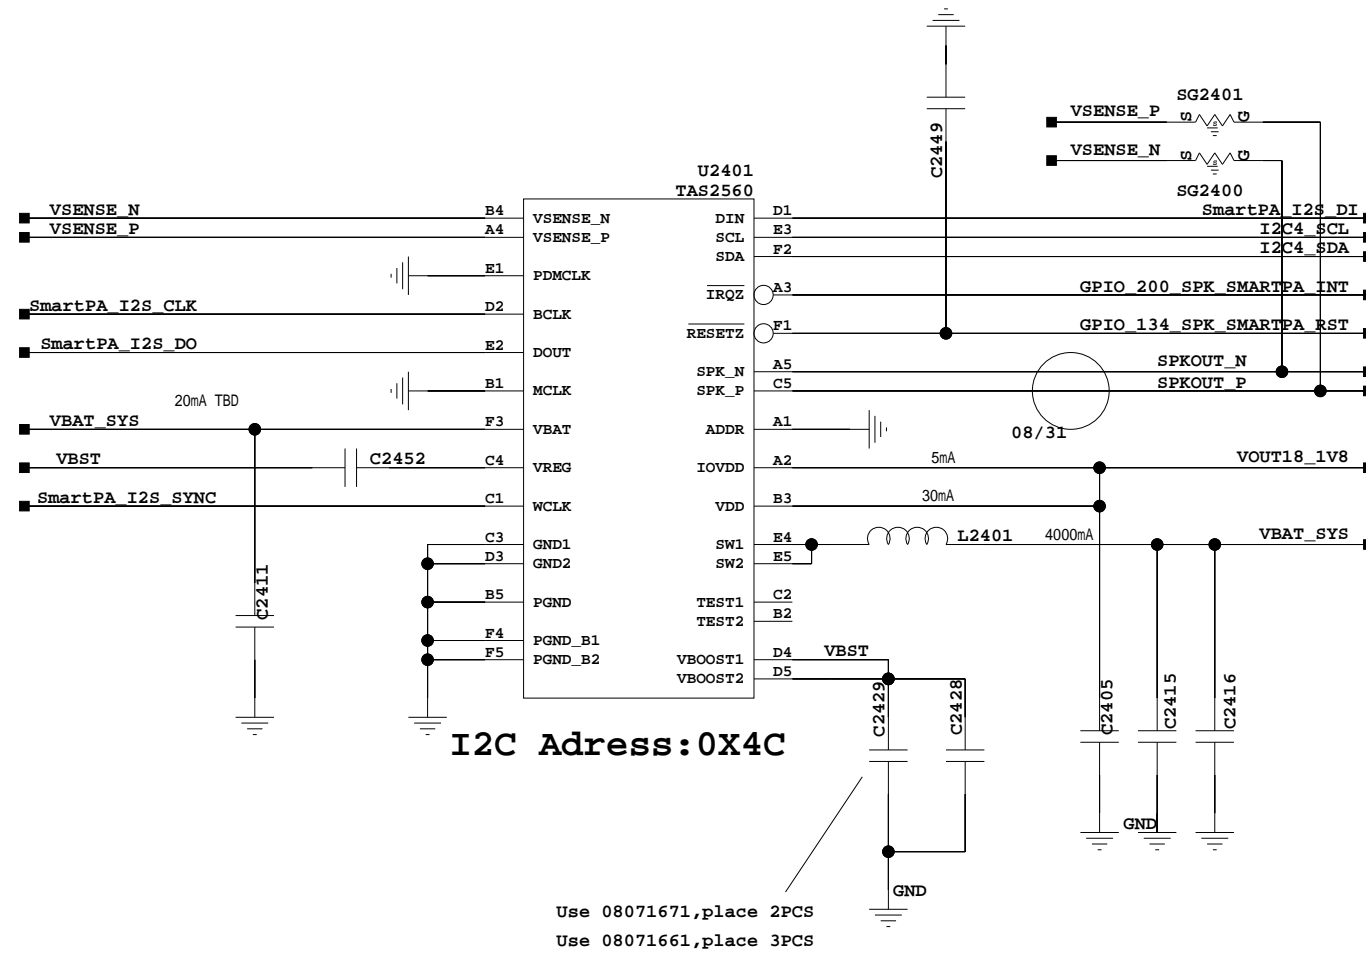 SG2401
VSENSE_P S S G
C2449
VSENSE_N S S G
SG2400
U2401
TAS2560
VSENSE_N B4 VSENSE_N DIN D1 SmartPA_I2S_DI
VSENSE_P A4 VSENSE_P SCL E3 I2C4_SCL
SDA F2 I2C4_SDA
E1 PDMCLK
IRQZ A3 GPIO_200_SPK_SMARTPA_INT
SmartPA_I2S_CLK D2 BCLK
RESETZ F1 GPIO_134_SPK_SMARTPA_RST
SmartPA_I2S_DO E2 DOUT
SPK_N A5 SPKOUT_N
B1 MCLK SPK_P C5 SPKOUT_P
20mA TBD
VBAT_SYS F3 VBAT ADDR A1 08/31
VBST C2452 C4 VREG IOVDD A2 5mA VOUT18_1V8
SmartPA_I2S_SYNC C1 WCLK VDD B3 30mA
C3 GND1 SW1 E4 L2401 4000mA VBAT_SYS
D3 GND2 SW2 E5
C2411
B5 PGND TEST1 C2
TEST2 B2
F4 PGND_B1
F5 PGND_B2 VBOOST1 D4 VBST
VBOOST2 D5
C2429 C2428 C2405 C2415 C2416
I2C Adress:0X4C
GND
GND
Use 08071671,place 2PCS
Use 08071661,place 3PCS